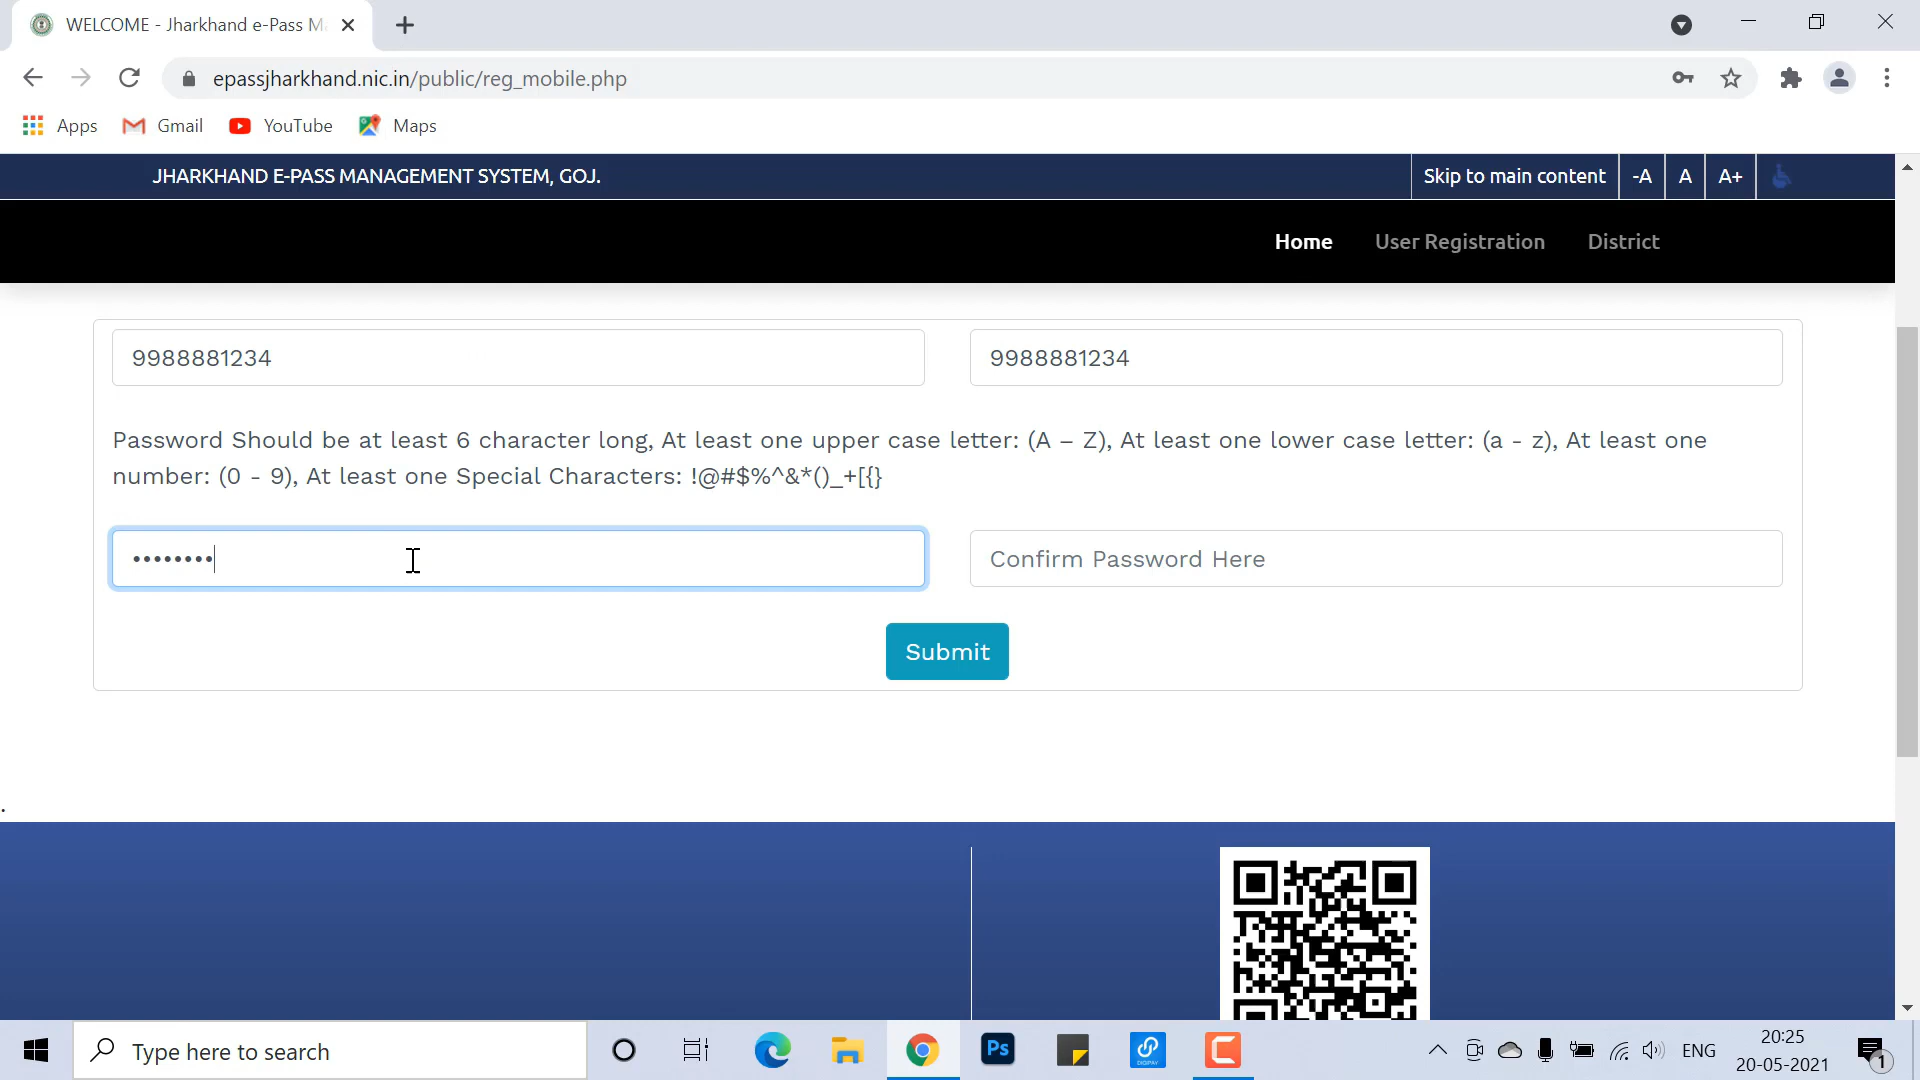 WELCOME - Jharkhand e-Pass M
epassjharkhand.nic.in/public/reg_mobile.php
Apps Gmail YouTube Maps
JHARKHAND E-PASS MANAGEMENT SYSTEM, GOJ. Skip to main content -A A A+
Home User Registration District
9988881234 9988881234
Password Should be at least 6 character long, At least one upper case letter: (A – Z), At least one lower case letter: (a - z), At least one
number: (0 - 9), At least one Special Characters: !@#$%^&*()_+[{}
•••••••• Confirm Password Here
Submit
.
Type here to search Ps DIGIPAY ENG 20:25
20-05-2021 1